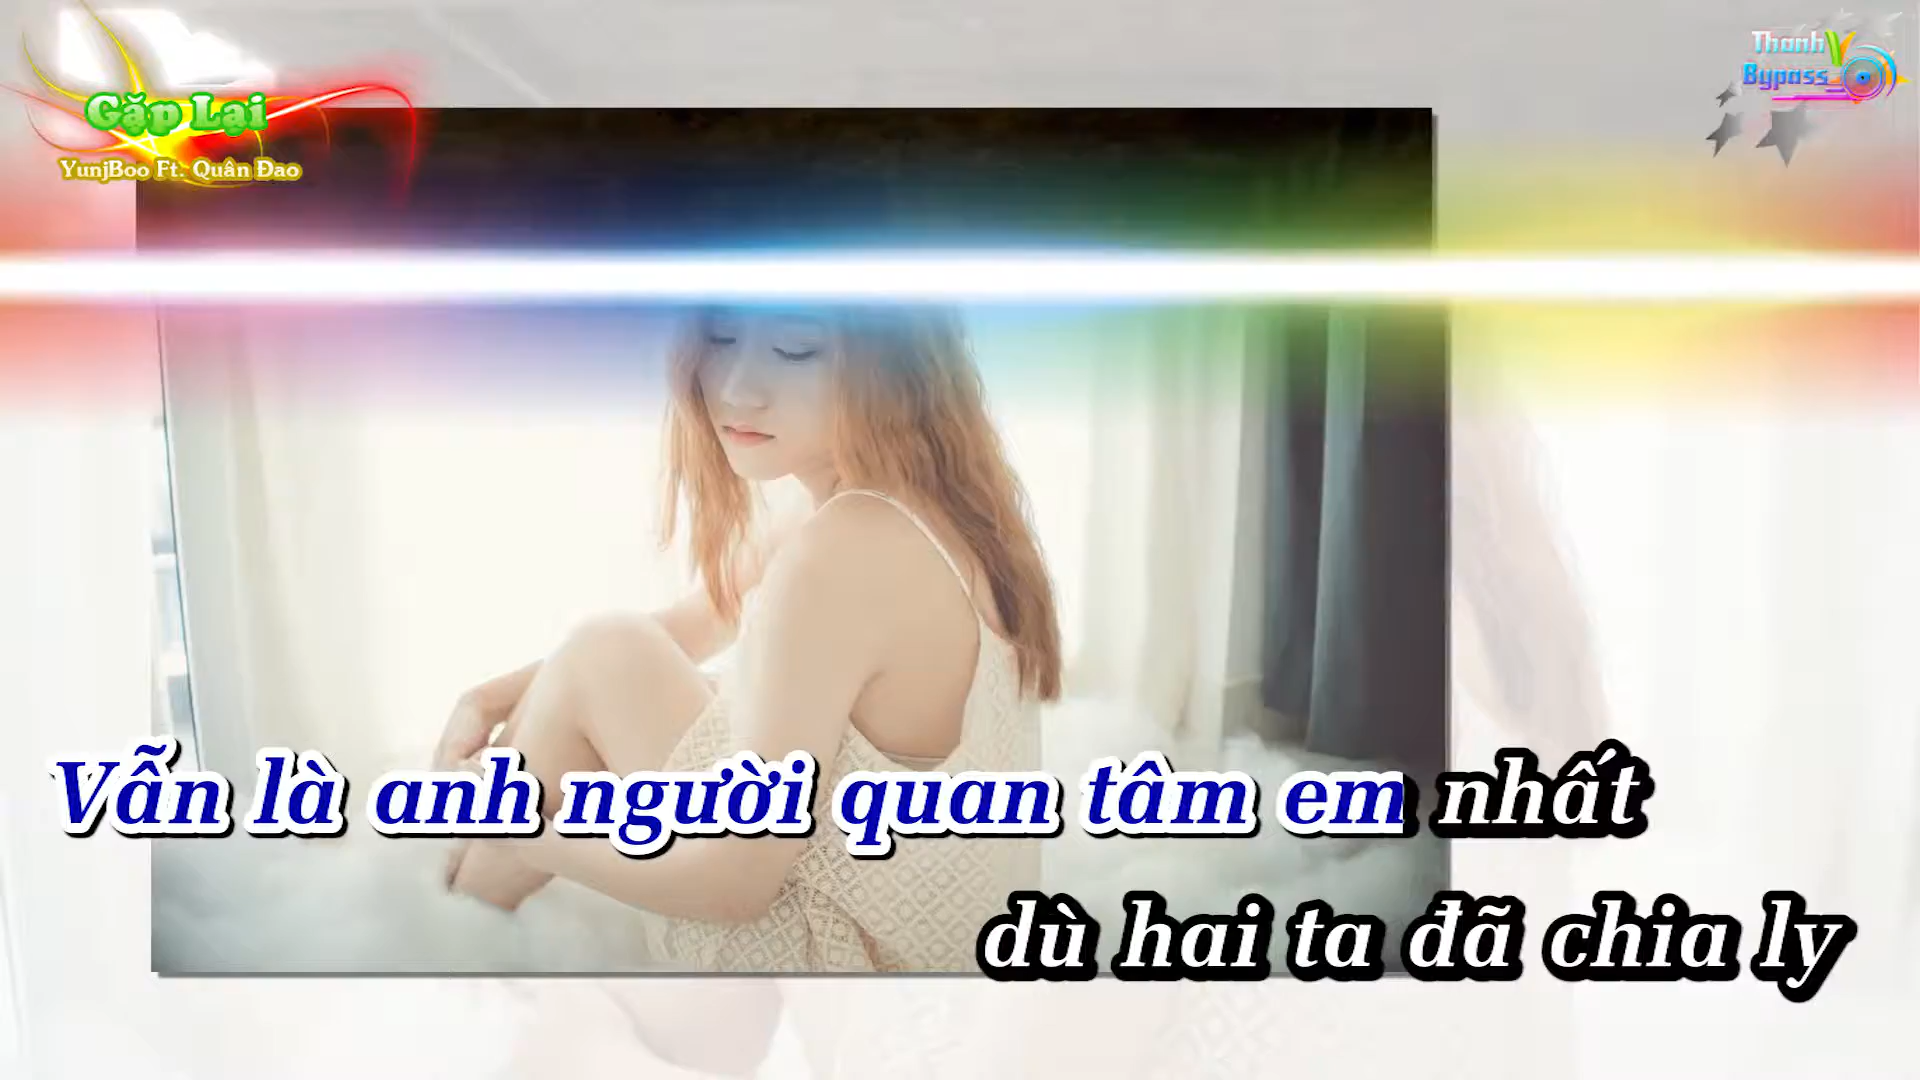 Gặp Lại
YunjBoo Ft. Quân Đao
Thanh V
Bypass
Vẫn là anh người quan tâm em nhất
dù hai ta đã chia ly